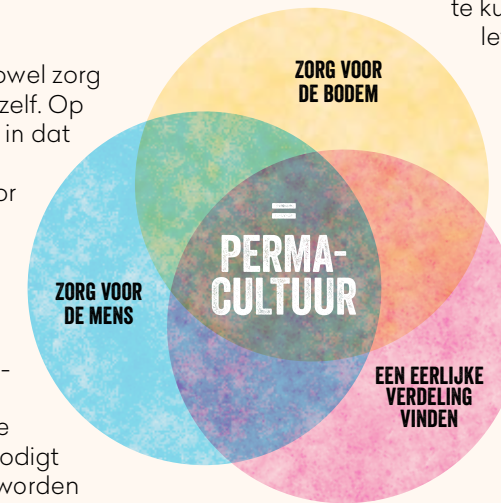 te ku
le
owel zorg
zelf. Op
in dat
or
ZORG VOOR
DE BODEM
=
PERMA-
CULTUUR
ZORG VOOR
DE MENS
EEN EERLIJKE
VERDELING
VINDEN
-
e
odigt
worden